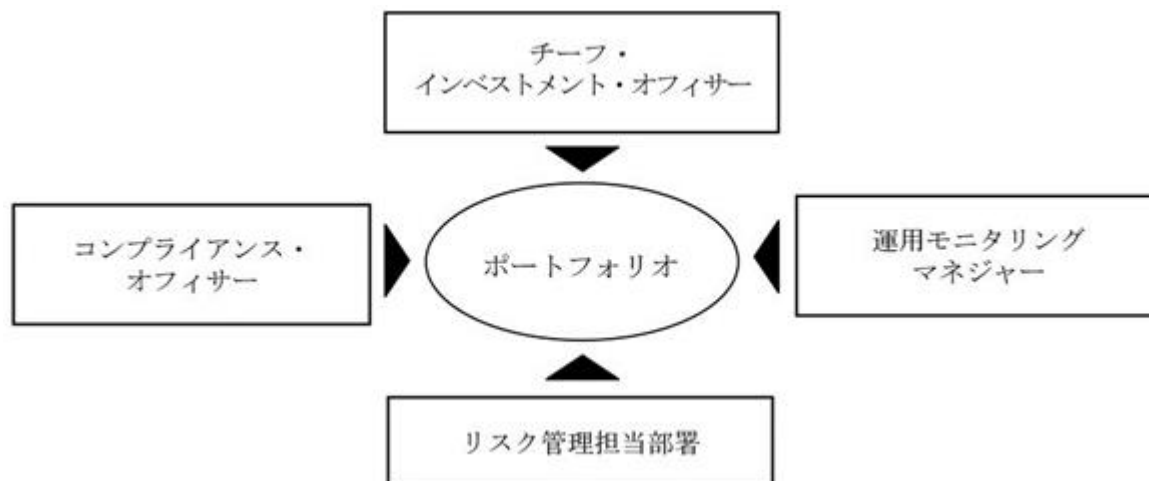 チーフ・
インベストメント・オフィサー
コンプライアンス・
オフィサー
ポートフォリオ
運用モニタリング
マネジャー
リスク管理担当部署